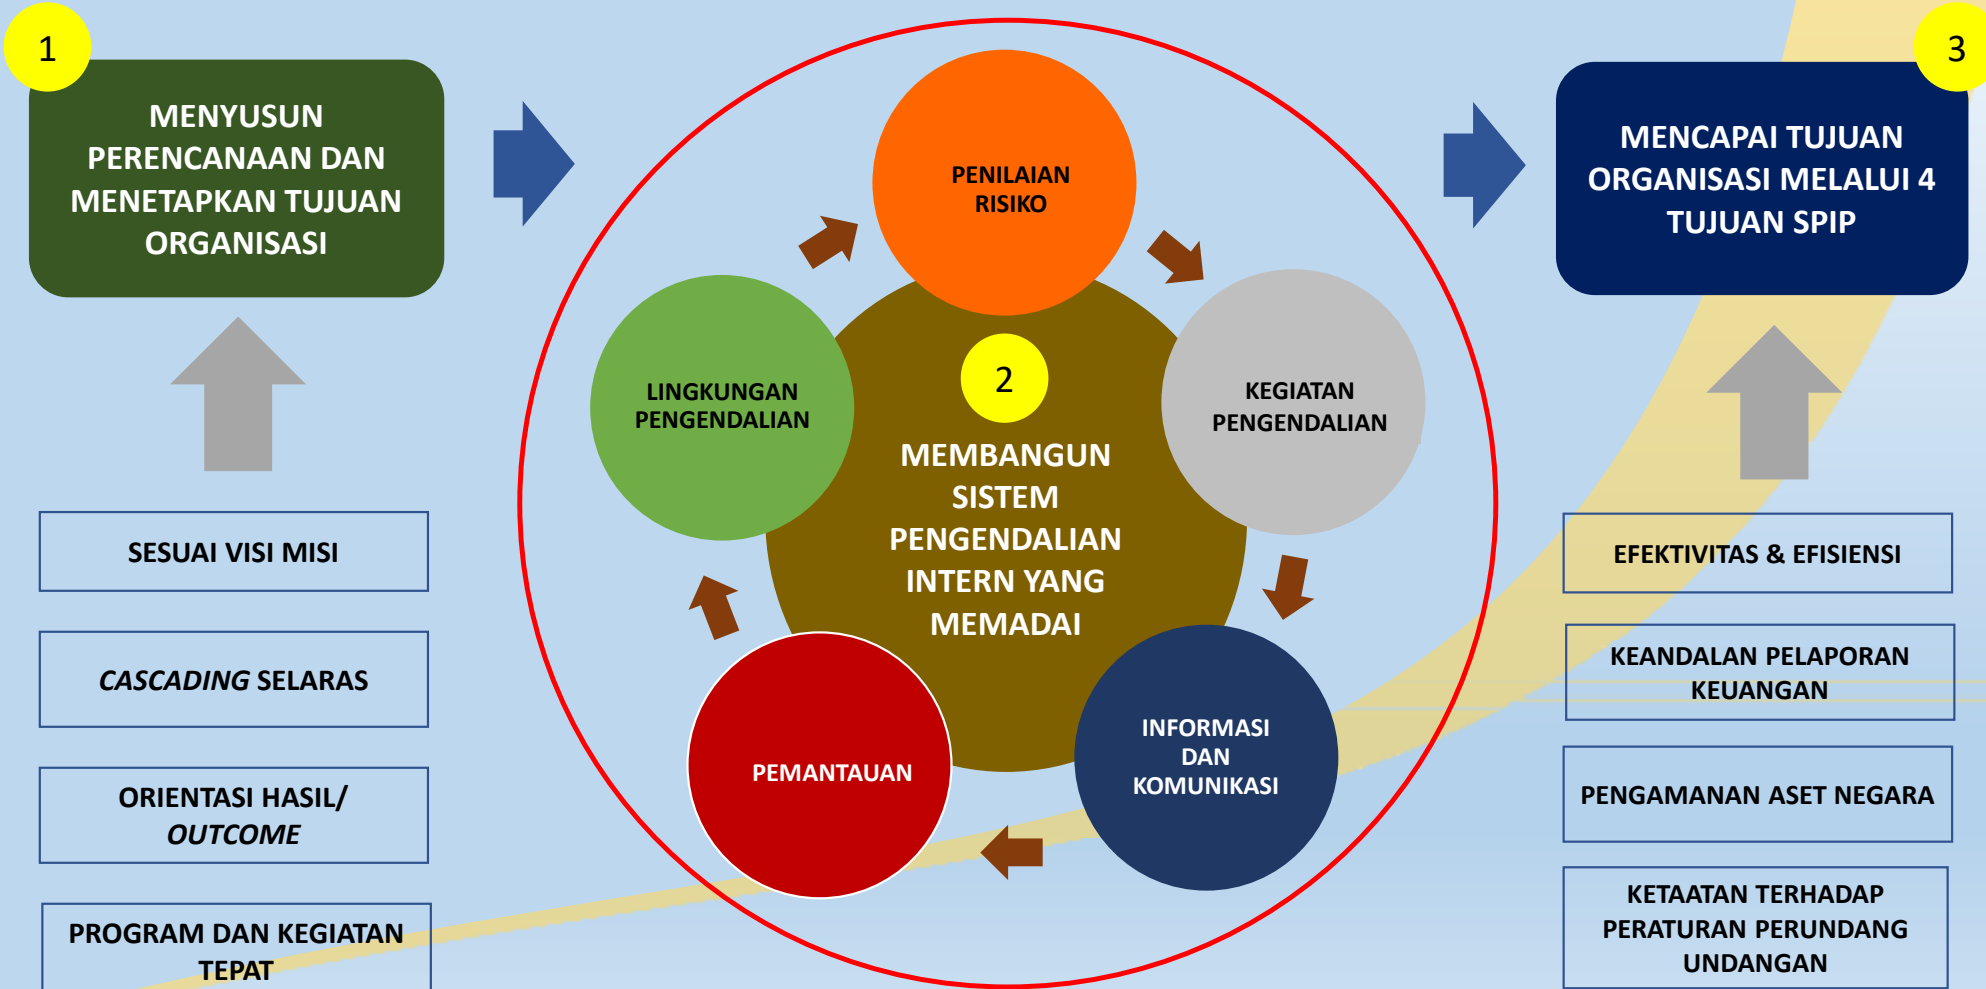 1
MENYUSUN
PERENCANAAN DAN
MENETAPKAN TUJUAN
ORGANISASI
SESUAI VISI MISI
CASCADING SELARAS
ORIENTASI HASIL/
OUTCOME
PROGRAM DAN KEGIATAN
TEPAT
2
MEMBANGUN
SISTEM
PENGENDALIAN
INTERN YANG
MEMADAI
LINGKUNGAN
PENGENDALIAN
PENILAIAN
RISIKO
KEGIATAN
PENGENDALIAN
INFORMASI
DAN
KOMUNIKASI
PEMANTAUAN
3
MENCAPAI TUJUAN
ORGANISASI MELALUI 4
TUJUAN SPIP
EFEKTIVITAS & EFISIENSI
KEANDALAN PELAPORAN
KEUANGAN
PENGAMANAN ASET NEGARA
KETAATAN TERHADAP
PERATURAN PERUNDANG
UNDANGAN